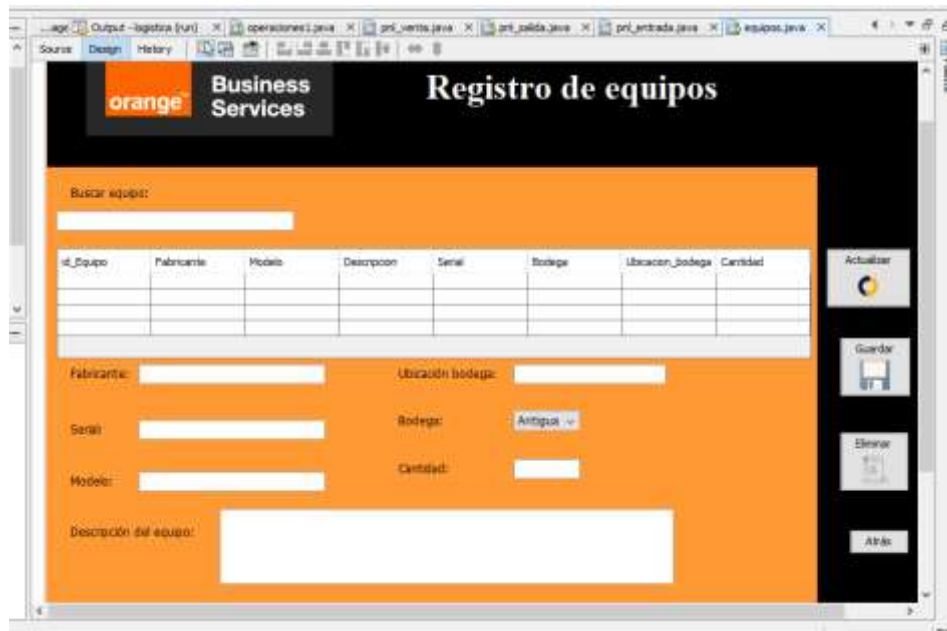 ...age Output - logistica (run) operaciones1.java pnl_venta.java pnl_salida.java pnl_entrada.java equipos.java
Source Design History
orange™ Business Services
Registro de equipos
Buscar equipo:
id_Equipo Fabricante Modelo Descripcion Serial Bodega Ubicacion_bodega Cantidad
Actualizar
Guardar
Fabricante: Ubicación bodega:
Serial: Bodega: Antigua
Eliminar
Modelo: Cantidad:
Descripción del equipo:
Atrás